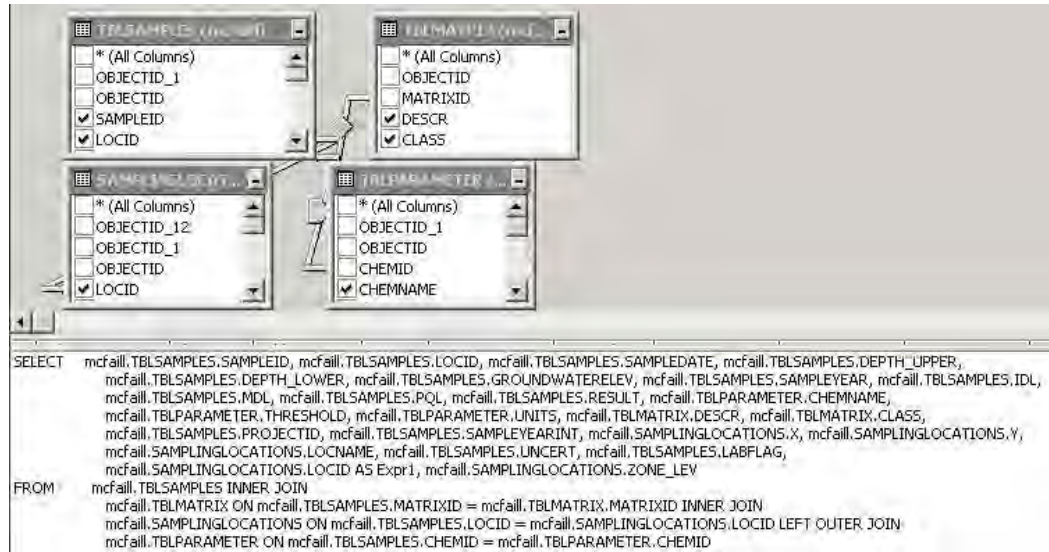 TBLSAMPLES
* (All Columns)
OBJECTID_1
OBJECTID
SAMPLEID
LOCID
* (All Columns)
OBJECTID
MATRIXID
DESCR
CLASS
SAMPLINGLOCAT...
* (All Columns)
OBJECTID_12
OBJECTID_1
OBJECTID
LOCID
TBLPARAMETER
* (All Columns)
OBJECTID_1
OBJECTID
CHEMID
CHEMNAME
SELECT mcfaill.TBLSAMPLES.SAMPLEID, mcfaill.TBLSAMPLES.LOCID, mcfaill.TBLSAMPLES.SAMPLEDATE, mcfaill.TBLSAMPLES.DEPTH_UPPER,
mcfaill.TBLSAMPLES.DEPTH_LOWER, mcfaill.TBLSAMPLES.GROUNDWATERELEV, mcfaill.TBLSAMPLES.SAMPLEYEAR, mcfaill.TBLSAMPLES.IDL,
mcfaill.TBLSAMPLES.MDL, mcfaill.TBLSAMPLES.PQL, mcfaill.TBLSAMPLES.RESULT, mcfaill.TBLPARAMETER.CHEMNAME,
mcfaill.TBLPARAMETER.THRESHOLD, mcfaill.TBLPARAMETER.UNITS, mcfaill.TBLMATRIX.DESCR, mcfaill.TBLMATRIX.CLASS,
mcfaill.TBLSAMPLES.PROJECTID, mcfaill.TBLSAMPLES.SAMPLEYEARINT, mcfaill.SAMPLINGLOCATIONS.X, mcfaill.SAMPLINGLOCATIONS.Y,
mcfaill.SAMPLINGLOCATIONS.LOCNAME, mcfaill.TBLSAMPLES.UNCERT, mcfaill.TBLSAMPLES.LABFLAG,
mcfaill.SAMPLINGLOCATIONS.LOCID AS Expr1, mcfaill.SAMPLINGLOCATIONS.ZONE_LEV
FROM mcfaill.TBLSAMPLES INNER JOIN
mcfaill.TBLMATRIX ON mcfaill.TBLSAMPLES.MATRIXID = mcfaill.TBLMATRIX.MATRIXID INNER JOIN
mcfaill.SAMPLINGLOCATIONS ON mcfaill.TBLSAMPLES.LOCID = mcfaill.SAMPLINGLOCATIONS.LOCID LEFT OUTER JOIN
mcfaill.TBLPARAMETER ON mcfaill.TBLSAMPLES.CHEMID = mcfaill.TBLPARAMETER.CHEMID